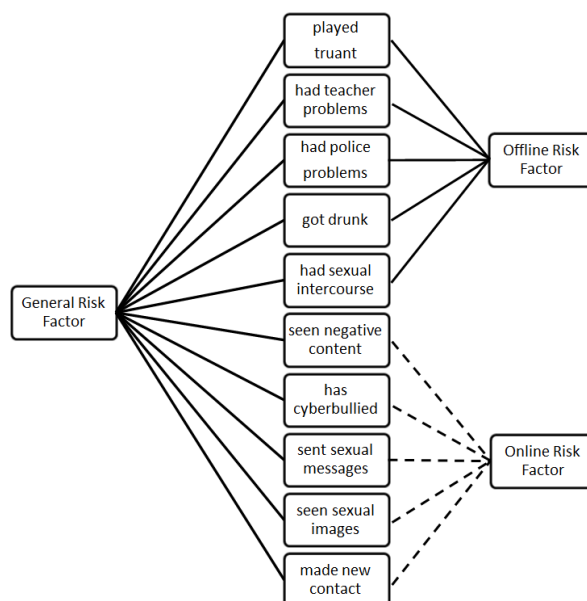 played
truant
had teacher
problems
had police
problems
got drunk
had sexual
intercourse
seen negative
content
has
cyberbullied
sent sexual
messages
seen sexual
images
made new
contact
General Risk
Factor
Offline Risk
Factor
Online Risk
Factor